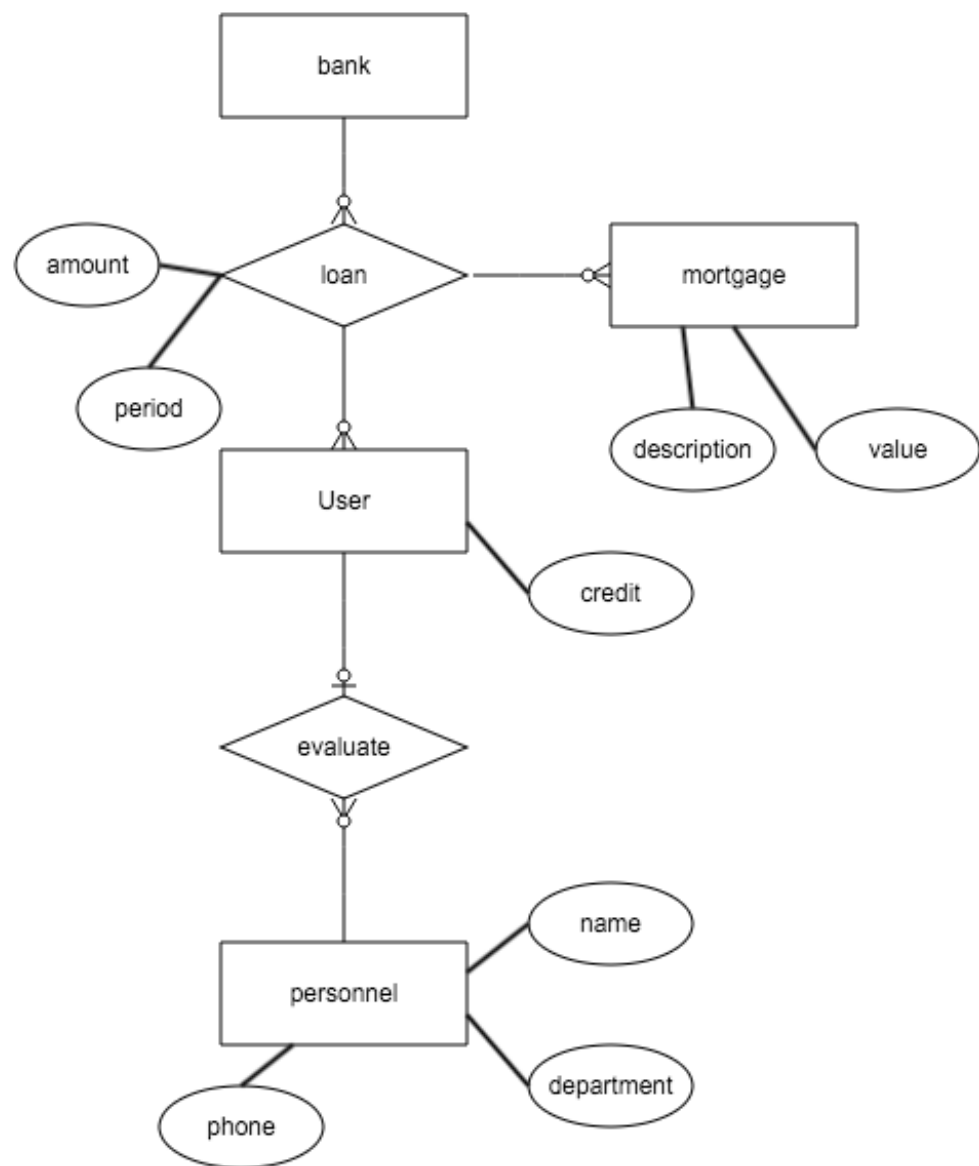 bank
amount
loan
mortgage
period
description
value
User
credit
evaluate
name
personnel
department
phone